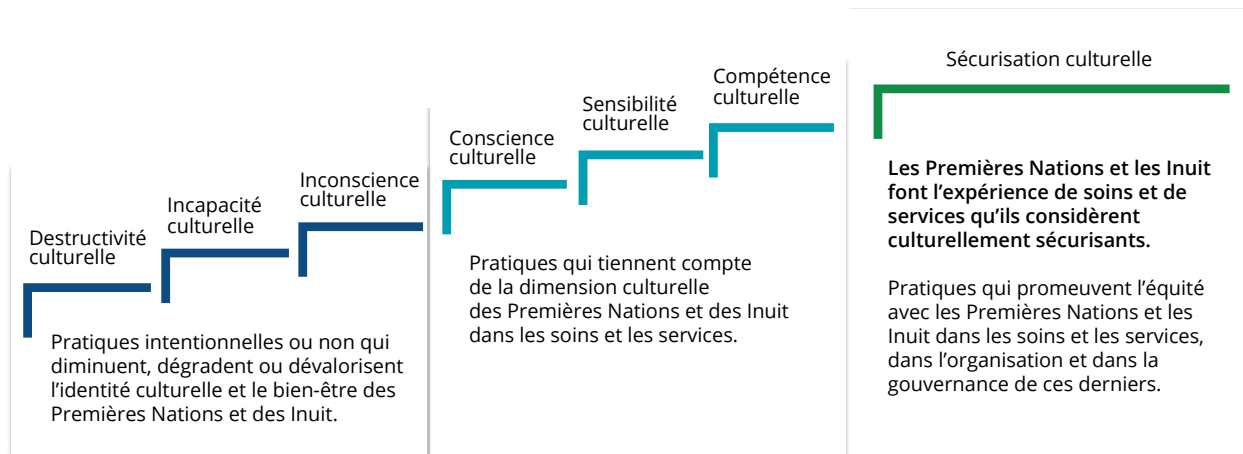 Destructivité
culturelle
Incapacité
culturelle
Inconscience
culturelle
Pratiques intentionnelles ou non qui
diminuent, dégradent ou dévalorisent
l’identité culturelle et le bien-être des
Premières Nations et des Inuit.
Conscience
culturelle
Sensibilité
culturelle
Compétence
culturelle
Pratiques qui tiennent compte
de la dimension culturelle
des Premières Nations et des Inuit
dans les soins et les services.
Sécurisation culturelle
Les Premières Nations et les Inuit
font l’expérience de soins et de
services qu’ils considèrent
culturellement sécurisants.
Pratiques qui promeuvent l’équité
avec les Premières Nations et les
Inuit dans les soins et les services,
dans l’organisation et dans la
gouvernance de ces derniers.